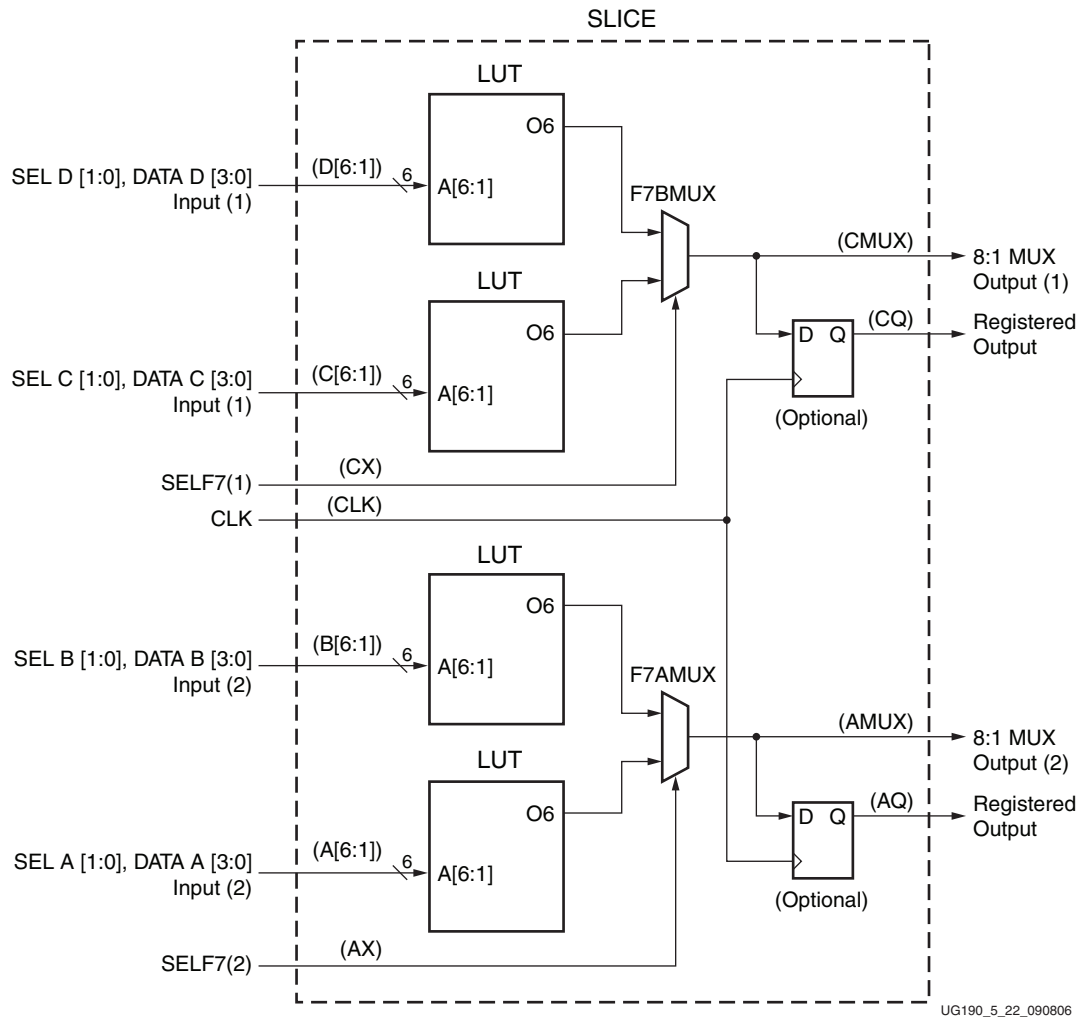 SLICE
LUT
O6
(D[6:1])
6
A[6:1]
SEL D [1:0], DATA D [3:0]
Input (1)
F7BMUX
(CMUX)
8:1 MUX
Output (1)
LUT
O6
(CQ)
Registered
Output
D Q
(C[6:1])
6
A[6:1]
SEL C [1:0], DATA C [3:0]
Input (1)
(Optional)
(CX)
SELF7(1)
(CLK)
CLK
LUT
O6
(B[6:1])
6
A[6:1]
SEL B [1:0], DATA B [3:0]
Input (2)
F7AMUX
(AMUX)
8:1 MUX
Output (2)
LUT
O6
(AQ)
Registered
Output
D Q
(A[6:1])
6
A[6:1]
SEL A [1:0], DATA A [3:0]
Input (2)
(Optional)
(AX)
SELF7(2)
UG190_5_22_090806